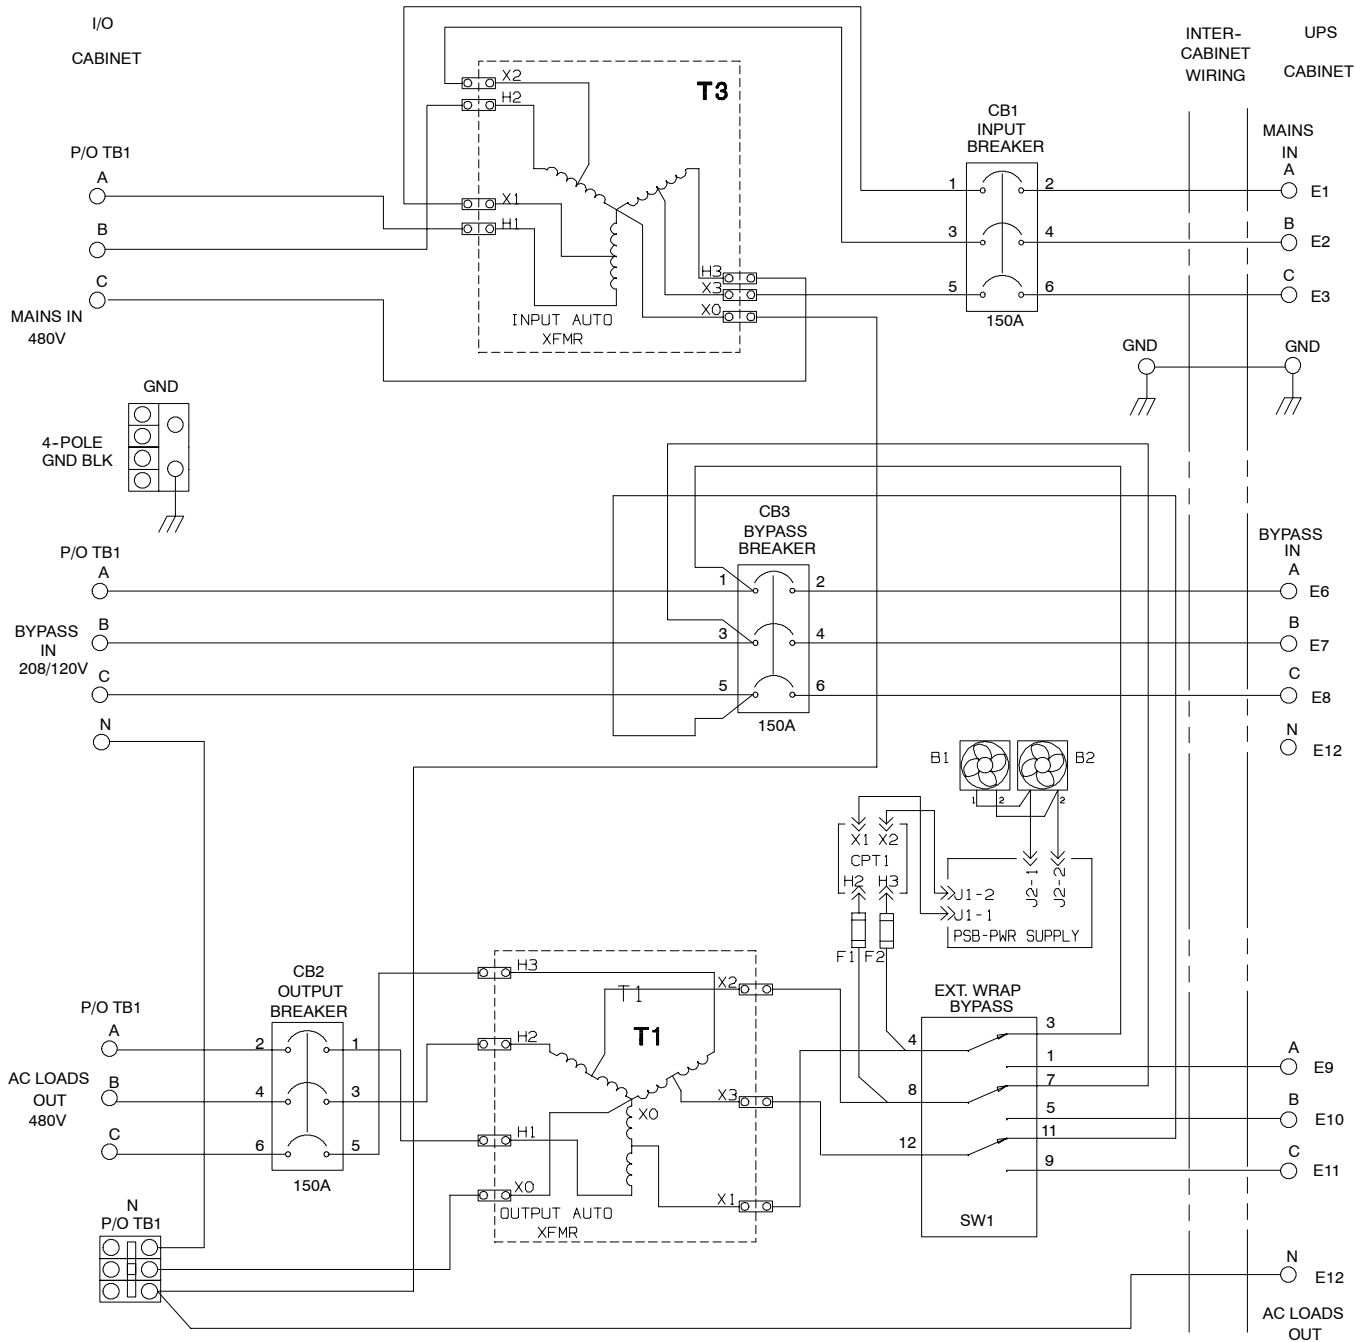 I/O
CABINET
INTER-
CABINET
WIRING
UPS
CABINET
X2
H2
T3
CB1
INPUT
BREAKER
MAINS
IN
A
E1
P/O TB1
A
B
C
MAINS IN
480V
X1
H1
H3
X3
X0
INPUT AUTO
XFMR
1
2
3
4
5
6
150A
B
E2
C
E3
GND
GND
GND
4-POLE
GND BLK
CB3
BYPASS
BREAKER
P/O TB1
A
BYPASS
IN
208/120V
B
C
N
1
2
3
4
5
6
150A
BYPASS
IN
A
E6
B
E7
C
E8
N
E12
B1
B2
1
2
2
X1 X2
CPT1
H2 H3
J2-1
J2-2
J1-2
J1-1
PSB-PWR SUPPLY
F1 F2
CB2
OUTPUT
BREAKER
P/O TB1
A
AC LOADS
OUT
480V
B
C
2
1
4
3
6
5
150A
H3
X2
T1
T1
H2
X3
X0
H1
X0
X1
OUTPUT AUTO
XFMR
EXT. WRAP
BYPASS
4
3
1
8
7
5
12
11
9
SW1
A
E9
B
E10
C
E11
N
P/O TB1
N
E12
AC LOADS
OUT